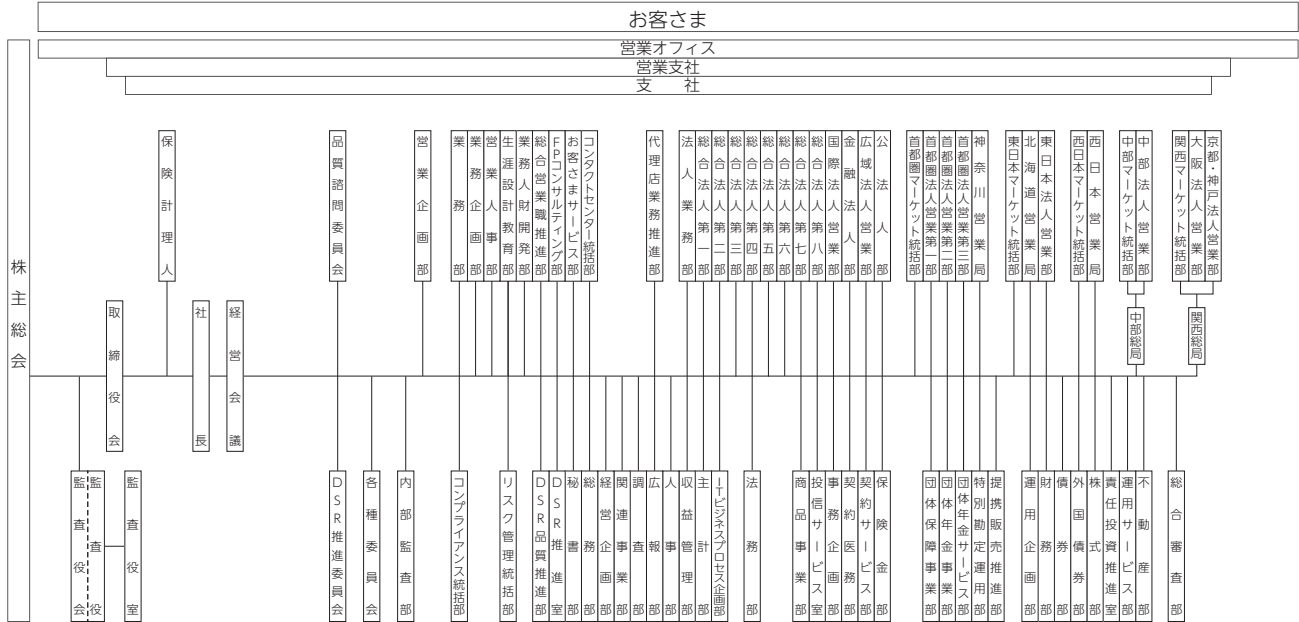 お客さま
営業オフィス
営業支社
支社
株主総会
保険計理人
品質諮問委員会
営業企画部
業務部
業務企画部
営業人事部
生涯設計教育部
業務人財開発部
総合営業職推進部
FPコンサルティング部
お客さまサービス部
コンタクトセンター統括部
代理店業務推進部
法人業務部
総合法人第一部
総合法人第二部
総合法人第三部
総合法人第四部
総合法人第五部
総合法人第六部
総合法人第七部
総合法人第八部
国際法人営業部
金融法人部
広域法人営業部
公法人部
首都圏マーケット統括部
首都圏法人営業第一部
首都圏法人営業第二部
首都圏法人営業第三部
神奈川営業局
東日本マーケット統括部
北海道営業局
東日本法人営業部
西日本マーケット統括部
西日本営業局
中部マーケット統括部
中部法人営業部
関西マーケット統括部
大阪法人営業部
京都・神戸法人営業部
取締役会
社長
経営会議
中部総局
関西総局
監査役会
監査役
監査役室
DSR推進委員会
各種委員会
内部監査部
コンプライアンス統括部
リスク管理統括部
DSR品質推進部
DSR推進室
秘書部
総務部
経営企画部
関連事業部
調査部
広報部
人事部
収益管理部
主計部
ITビジネスプロセス企画部
法務部
商品事業部
投信サービス室
事務企画部
契約医務部
契約サービス部
保険金部
団体保障事業部
団体年金事業部
団体年金サービス部
特別勘定運用部
提携販売推進部
運用企画部
財務部
債券部
外国債券部
株式部
責任投資推進室
運用サービス部
不動産部
総合審査部